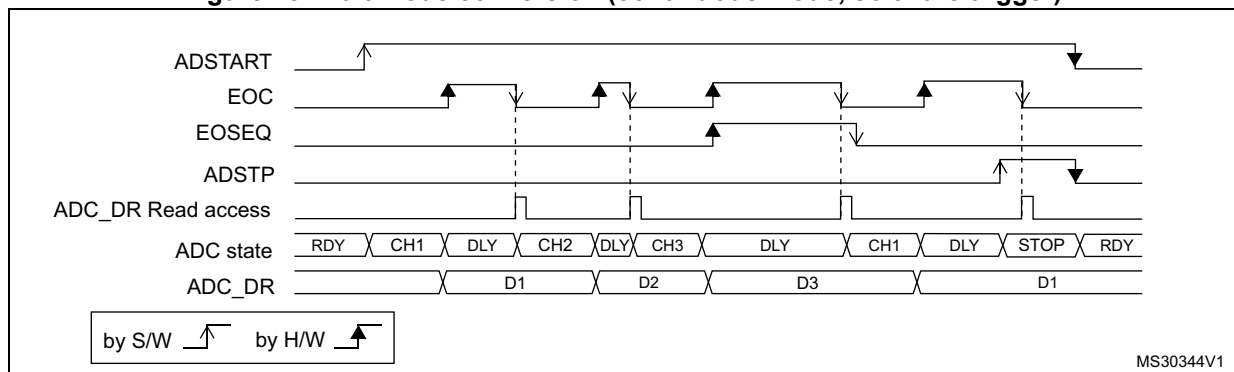 ADSTART
EOC
EOSEQ
ADSTP
ADC_DR Read access
ADC state RDY CH1 DLY CH2 DLY CH3 DLY CH1 DLY STOP RDY
ADC_DR D1 D2 D3 D1
by S/W by H/W
MS30344V1